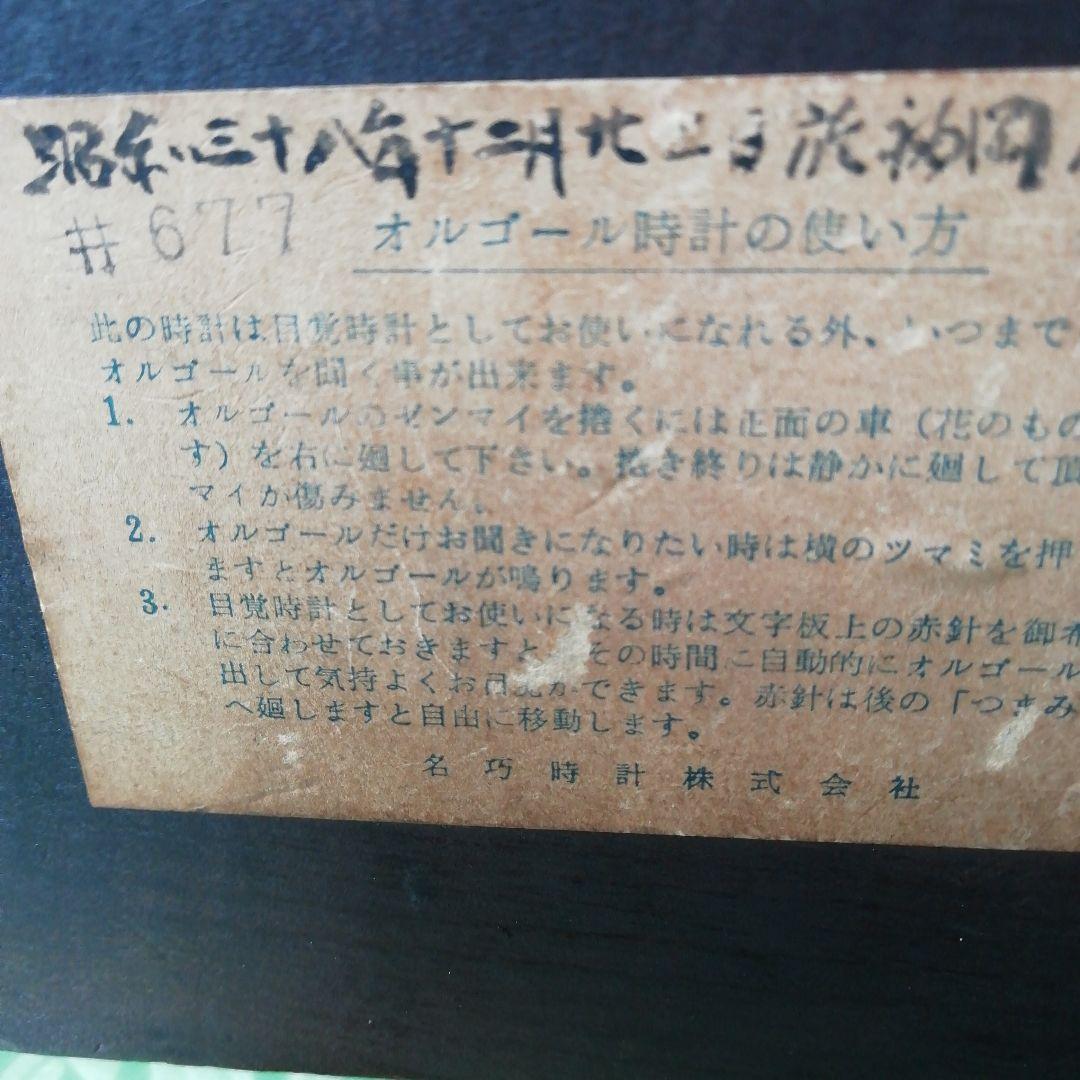 昭和三十八年十二月廿二日於福岡
#677
オルゴール時計の使い方
此の時計は目覚時計としてお使いになれる外、いつまで
オルゴールを聞く事が出来ます。
1. オルゴールのゼンマイを捲くには正面の車(花のもの
す)を右に廻して下さい。捲き終りは静かに廻して頂
マイが傷みません。
2. オルゴールだけお聞きになりたい時は横のツマミを押
ますとオルゴールが鳴ります。
3. 目覚時計としてお使いになる時は文字板上の赤針を御希
に合わせておきますと、その時間に自動的にオルゴール
出して気持よくお目覚ができます。赤針は後の「つまみ
へ廻しますと自由に移動します。
名巧時計株式会社